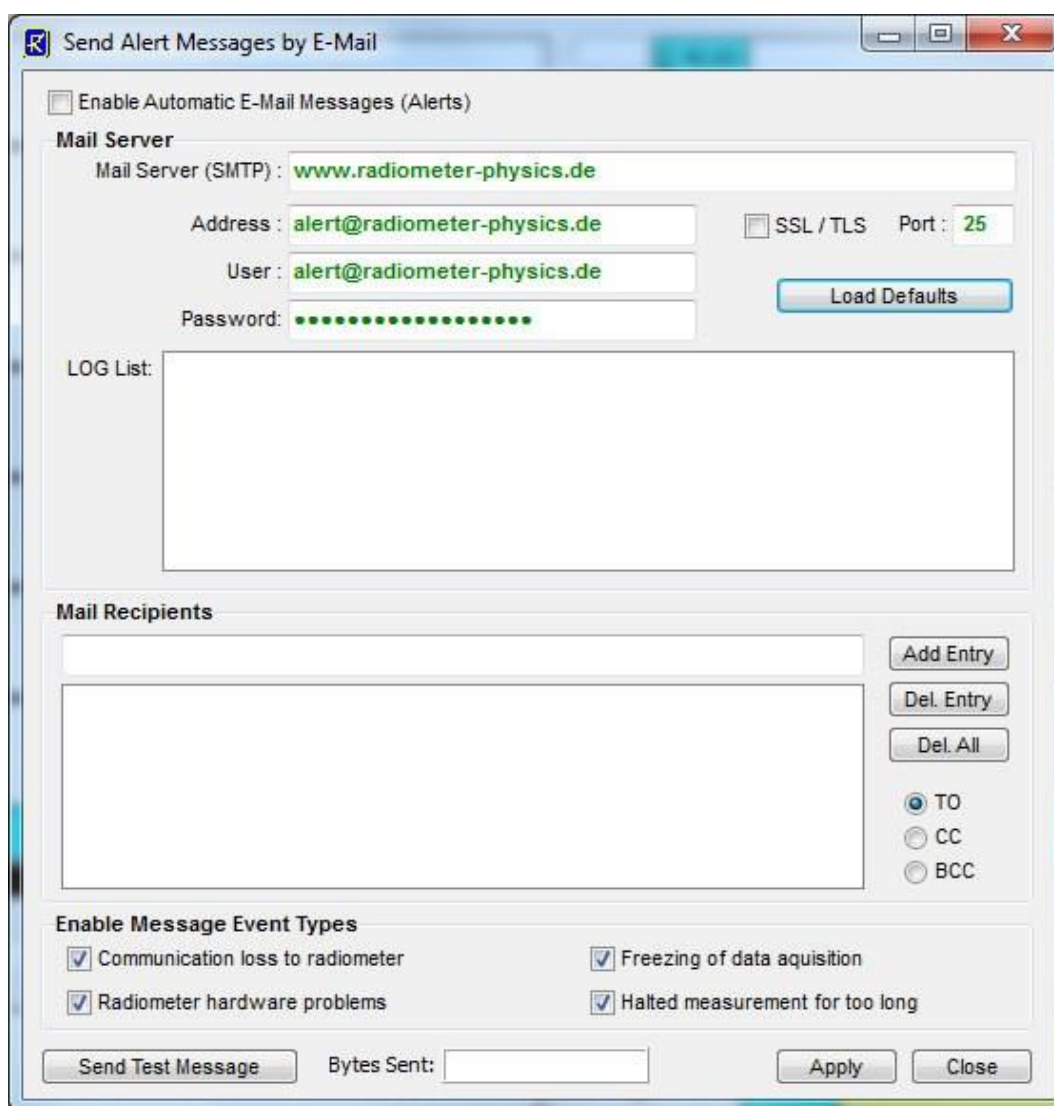 Send Alert Messages by E-Mail
Enable Automatic E-Mail Messages (Alerts)
Mail Server
Mail Server (SMTP) : www.radiometer-physics.de
Address : alert@radiometer-physics.de SSL / TLS Port : 25
User : alert@radiometer-physics.de
Load Defaults
Password: ••••••••••••••••••
LOG List:
Mail Recipients
Add Entry
Del. Entry
Del. All
TO
CC
BCC
Enable Message Event Types
Communication loss to radiometer Freezing of data aquisition
Radiometer hardware problems Halted measurement for too long
Send Test Message Bytes Sent: Apply Close